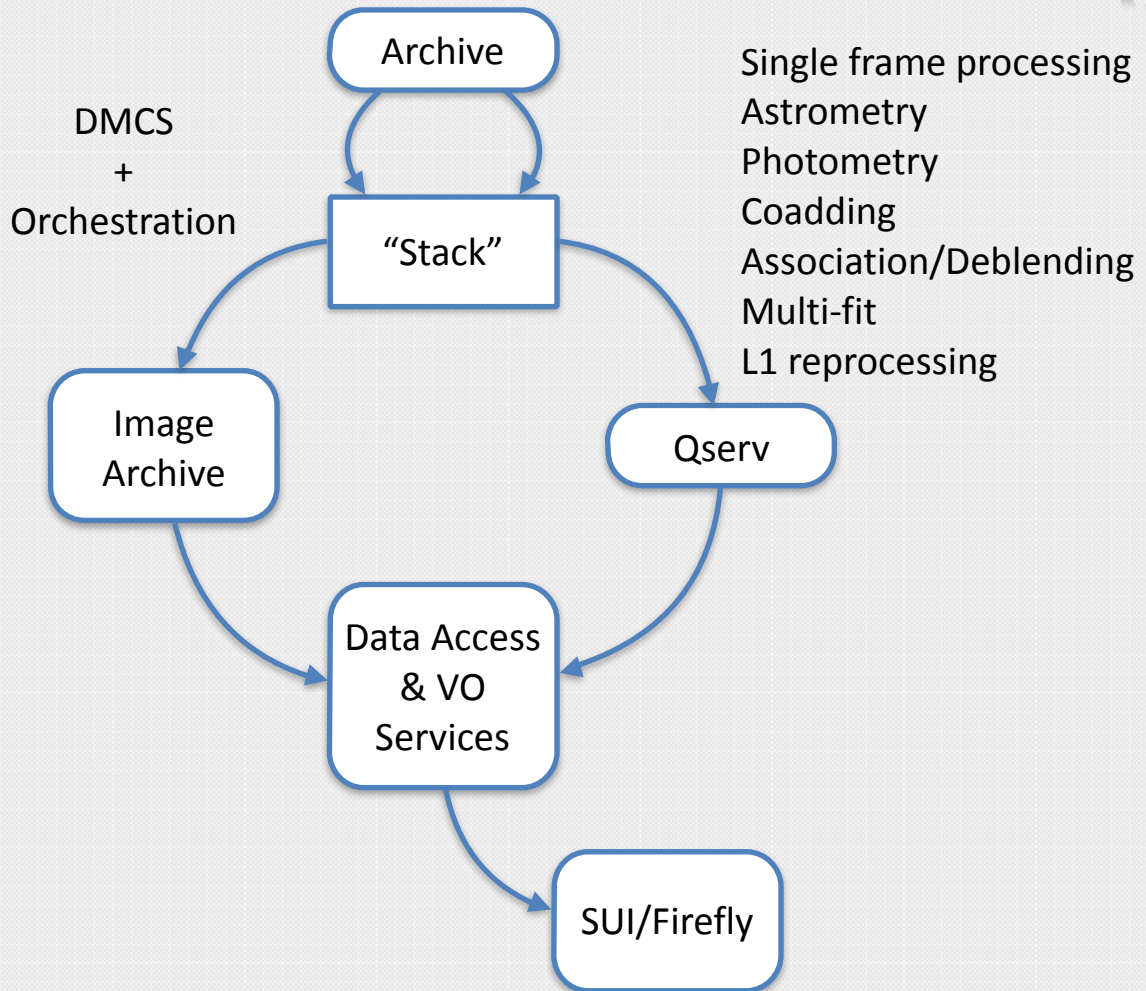 Archive
DMCS
+
Orchestration
“Stack”
Single frame processing
Astrometry
Photometry
Coadding
Association/Deblending
Multi-fit
L1 reprocessing
Image
Archive
Qserv
Data Access
& VO
Services
SUI/Firefly